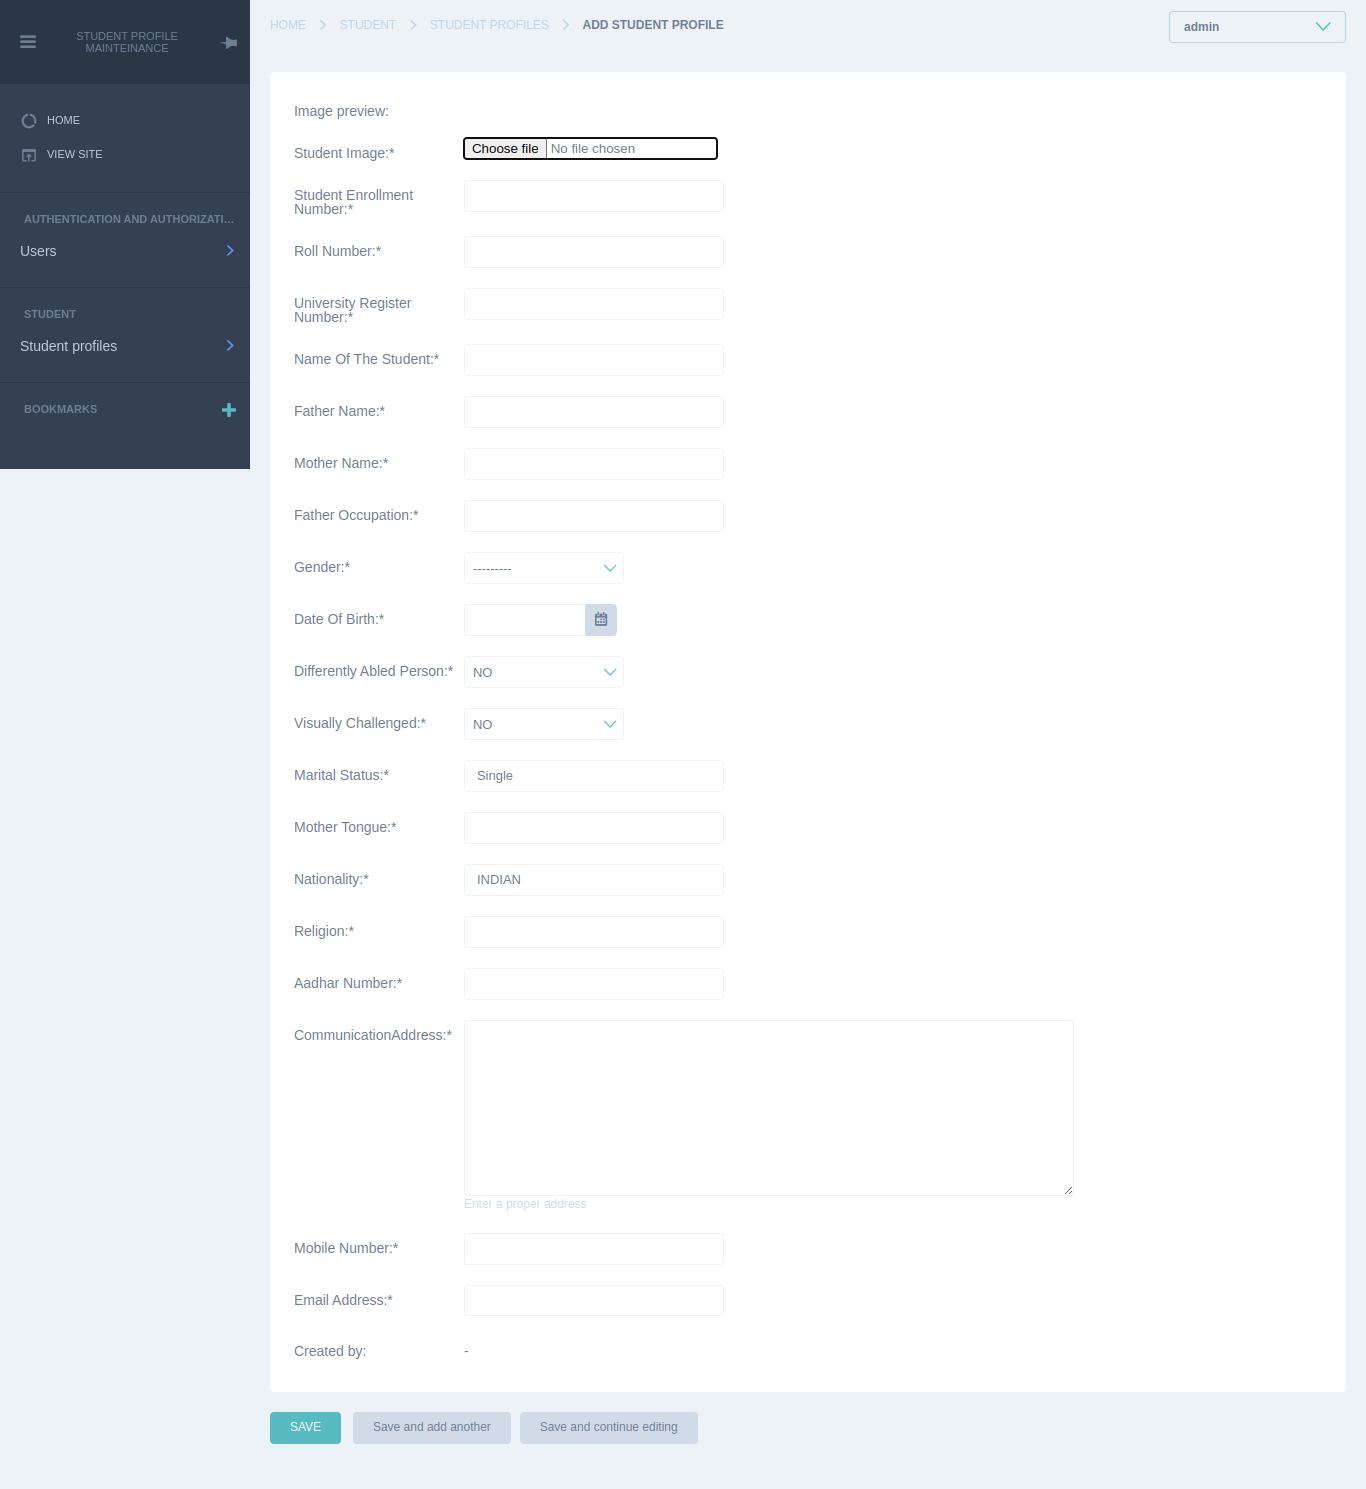 STUDENT PROFILE
MAINTEINANCE
HOME
VIEW SITE
AUTHENTICATION AND AUTHORIZATI...
Users
STUDENT
Student profiles
BOOKMARKS
HOME STUDENT STUDENT PROFILES ADD STUDENT PROFILE
admin
Image preview:
Student Image:* Choose file No file chosen
Student Enrollment
Number:*
Roll Number:*
University Register
Number:*
Name Of The Student:*
Father Name:*
Mother Name:*
Father Occupation:*
Gender:* ---------
Date Of Birth:*
Differently Abled Person:* NO
Visually Challenged:* NO
Marital Status:* Single
Mother Tongue:*
Nationality:* INDIAN
Religion:*
Aadhar Number:*
CommunicationAddress:*
Enter a proper address
Mobile Number:*
Email Address:*
Created by: -
SAVE Save and add another Save and continue editing